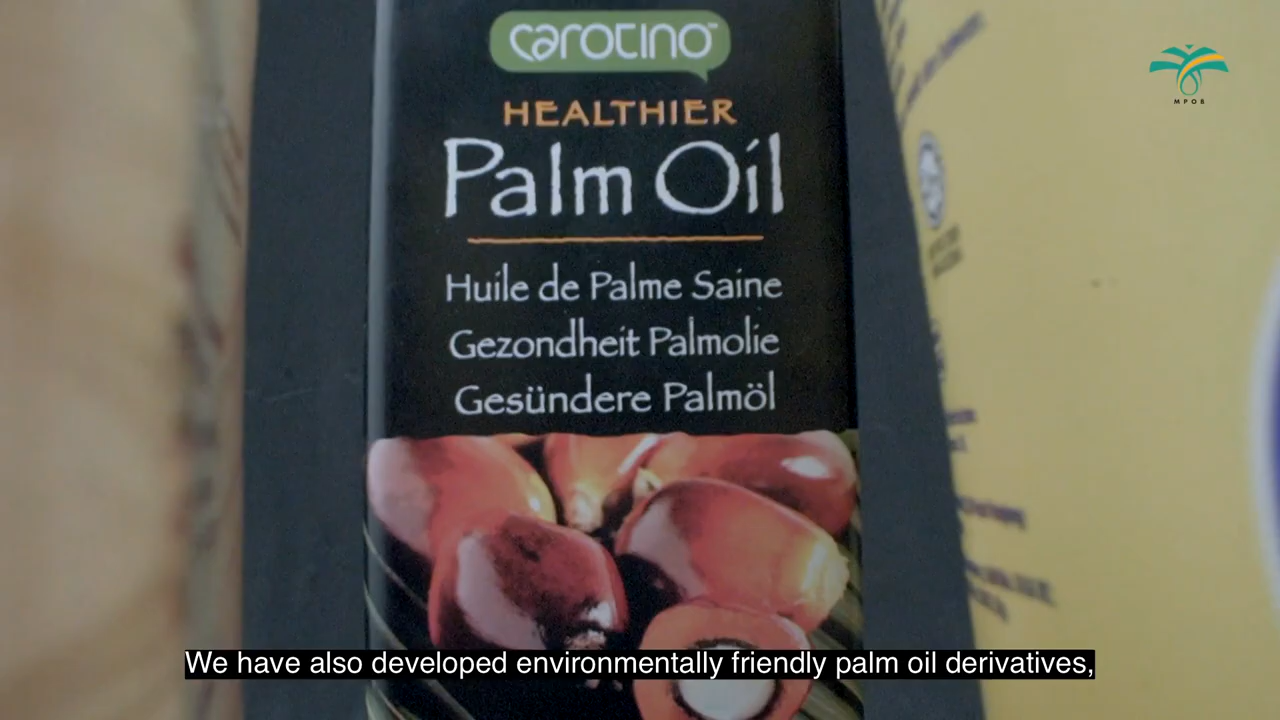 carotino™
MPOB
HEALTHIER
Palm Oil
Huile de Palme Saine
Gezondheit Palmolie
Gesündere Palmöl
We have also developed environmentally friendly palm oil derivatives,